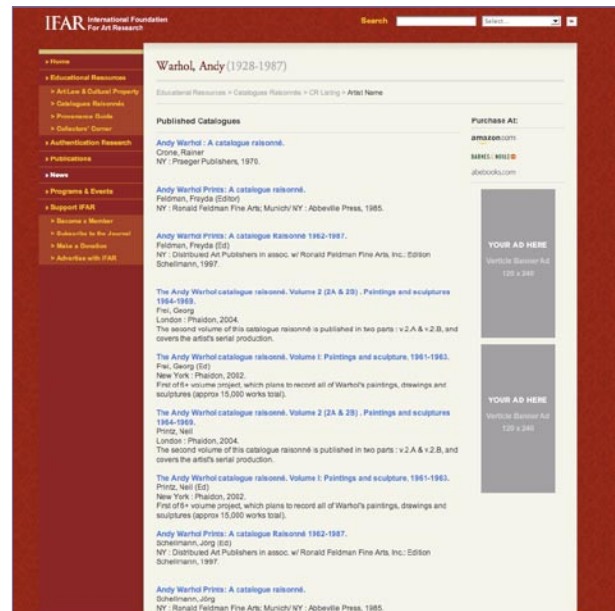 IFAR International Foundation
For Art Research
Search
Select...
Home
Educational Resources
> Art Law & Cultural Property
> Catalogues Raisonnés
> Provenance Guide
> Collectors' Corner
Authentication Research
Publications
News
Programs & Events
Support IFAR
> Become a Member
> Subscribe to the Journal
> Make a Donation
> Advertise with IFAR
Warhol, Andy (1928-1987)
Educational Resources > Catalogues Raisonnés > CR Listing > Artist Name
Published Catalogues
Andy Warhol : A catalogue raisonné.
Crone, Rainer
NY : Praeger Publishers, 1970.
Andy Warhol Prints: A catalogue raisonné.
Feldman, Frayda (Editor)
NY : Ronald Feldman Fine Arts; Munich/ NY : Abbeville Press, 1985.
Andy Warhol Prints: A catalogue Raisonné 1962-1987.
Feldman, Freyda (Ed)
NY : Distributed Art Publishers in assoc. w/ Ronald Feldman Fine Arts, Inc.: Edition
Schellmann, 1997.
The Andy Warhol catalogue raisonné. Volume 2 (2A & 2B) . Paintings and sculptures
1964-1969.
Frei, Georg
London : Phaidon, 2004.
The second volume of this catalogue raisonné is published in two parts : v.2.A & v.2.B, and
covers the artist's serial production.
The Andy Warhol catalogue raisonné. Volume I: Paintings and sculpture, 1961-1963.
Frei, Georg (Ed)
New York : Phaidon, 2002.
First of 6+ volume project, which plans to record all of Warhol's paintings, drawings and
sculptures (approx 15,000 works total).
The Andy Warhol catalogue raisonné. Volume 2 (2A & 2B) . Paintings and sculptures
1964-1969.
Printz, Neil
London : Phaidon, 2004.
The second volume of this catalogue raisonné is published in two parts : v.2.A & v.2.B, and
covers the artist's serial production.
The Andy Warhol catalogue raisonné. Volume I: Paintings and sculpture, 1961-1963.
Printz, Neil (Ed)
New York : Phaidon, 2002.
First of 6+ volume project, which plans to record all of Warhol's paintings, drawings and
sculptures (approx 15,000 works total).
Andy Warhol Prints: A catalogue Raisonné 1962-1987.
Schellmann, Jörg (Ed)
NY : Distributed Art Publishers in assoc. w/ Ronald Feldman Fine Arts, Inc.: Edition
Schellmann, 1997.
Andy Warhol Prints: A catalogue raisonné.
Schellmann, Jörg
NY : Ronald Feldman Fine Arts; Munich/ NY : Abbeville Press, 1985.
Purchase At:
amazon.com
BARNES & NOBLE
abebooks.com
YOUR AD HERE
Verticle Banner Ad
120 x 240
YOUR AD HERE
Verticle Banner Ad
120 x 240